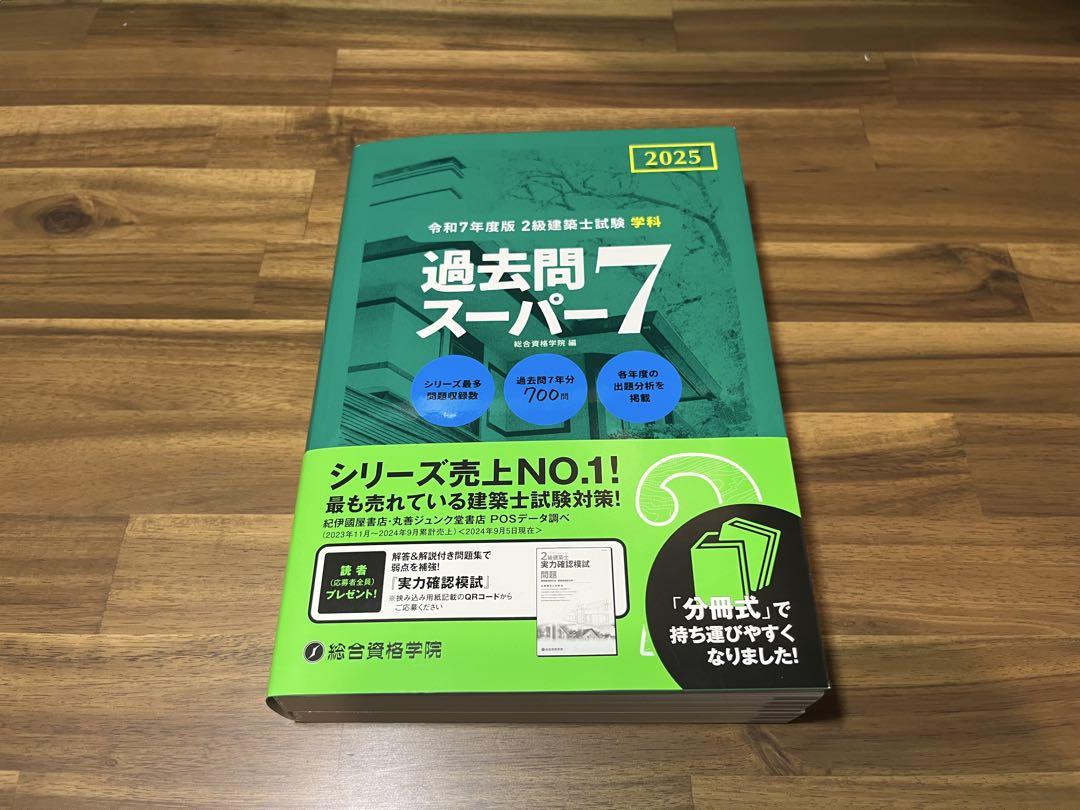 2025
令和7年度版 2級建築士試験 学科
過去問
スーパー7
総合資格学院 編
シリーズ最多
問題収録数
過去問7年分
700問
各年度の
出題分析を
掲載
シリーズ売上NO.1!
最も売れている建築士試験対策!
紀伊國屋書店・丸善ジュンク堂書店 POSデータ調べ
(2023年11月~2024年9月累計売上)<2024年9月5日現在>
読者
(応募者全員)
プレゼント!
解答&解説付き問題集で
弱点を補強!
『実力確認模試』
※挟み込み用紙記載のQRコードから
ご応募ください
2級建築士
実力確認模試
問題
総合資格学院
「分冊式」で
持ち運びやすく
なりました!
総合資格学院